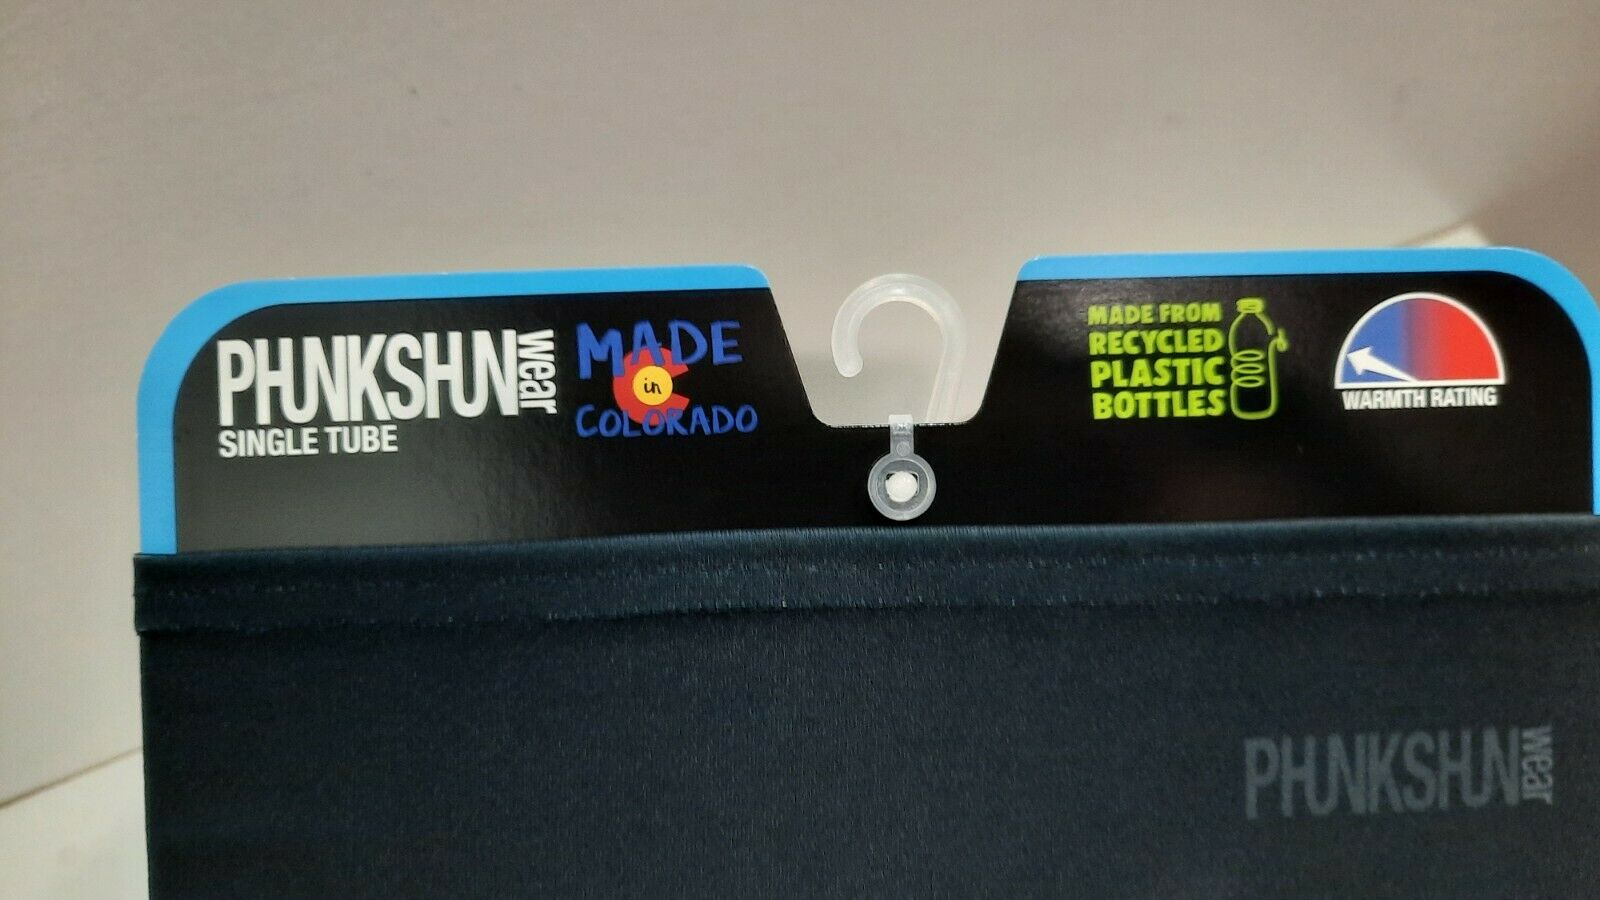 PHUNKSHUN wear
SINGLE TUBE
MADE
in
COLORADO
MADE FROM
RECYCLED
PLASTIC
BOTTLES
WARMTH RATING
PHUNKSHUN wear